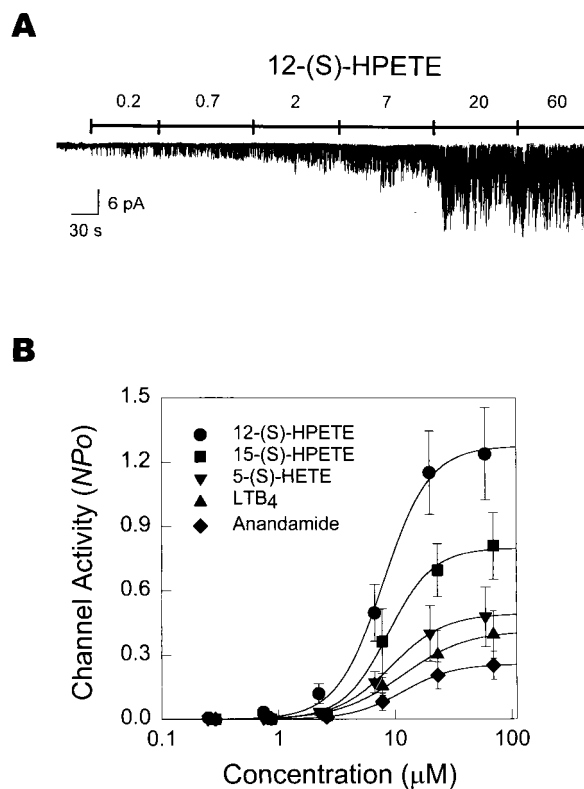 A
12-(S)-HPETE
0.2 0.7 2 7 20 60
6 pA
30 s
B
1.5
1.2
0.9
0.6
0.3
0.0
Channel Activity (NPo)
12-(S)-HPETE
15-(S)-HPETE
5-(S)-HETE
LTB4
Anandamide
0.1 1 10 100
Concentration (μM)